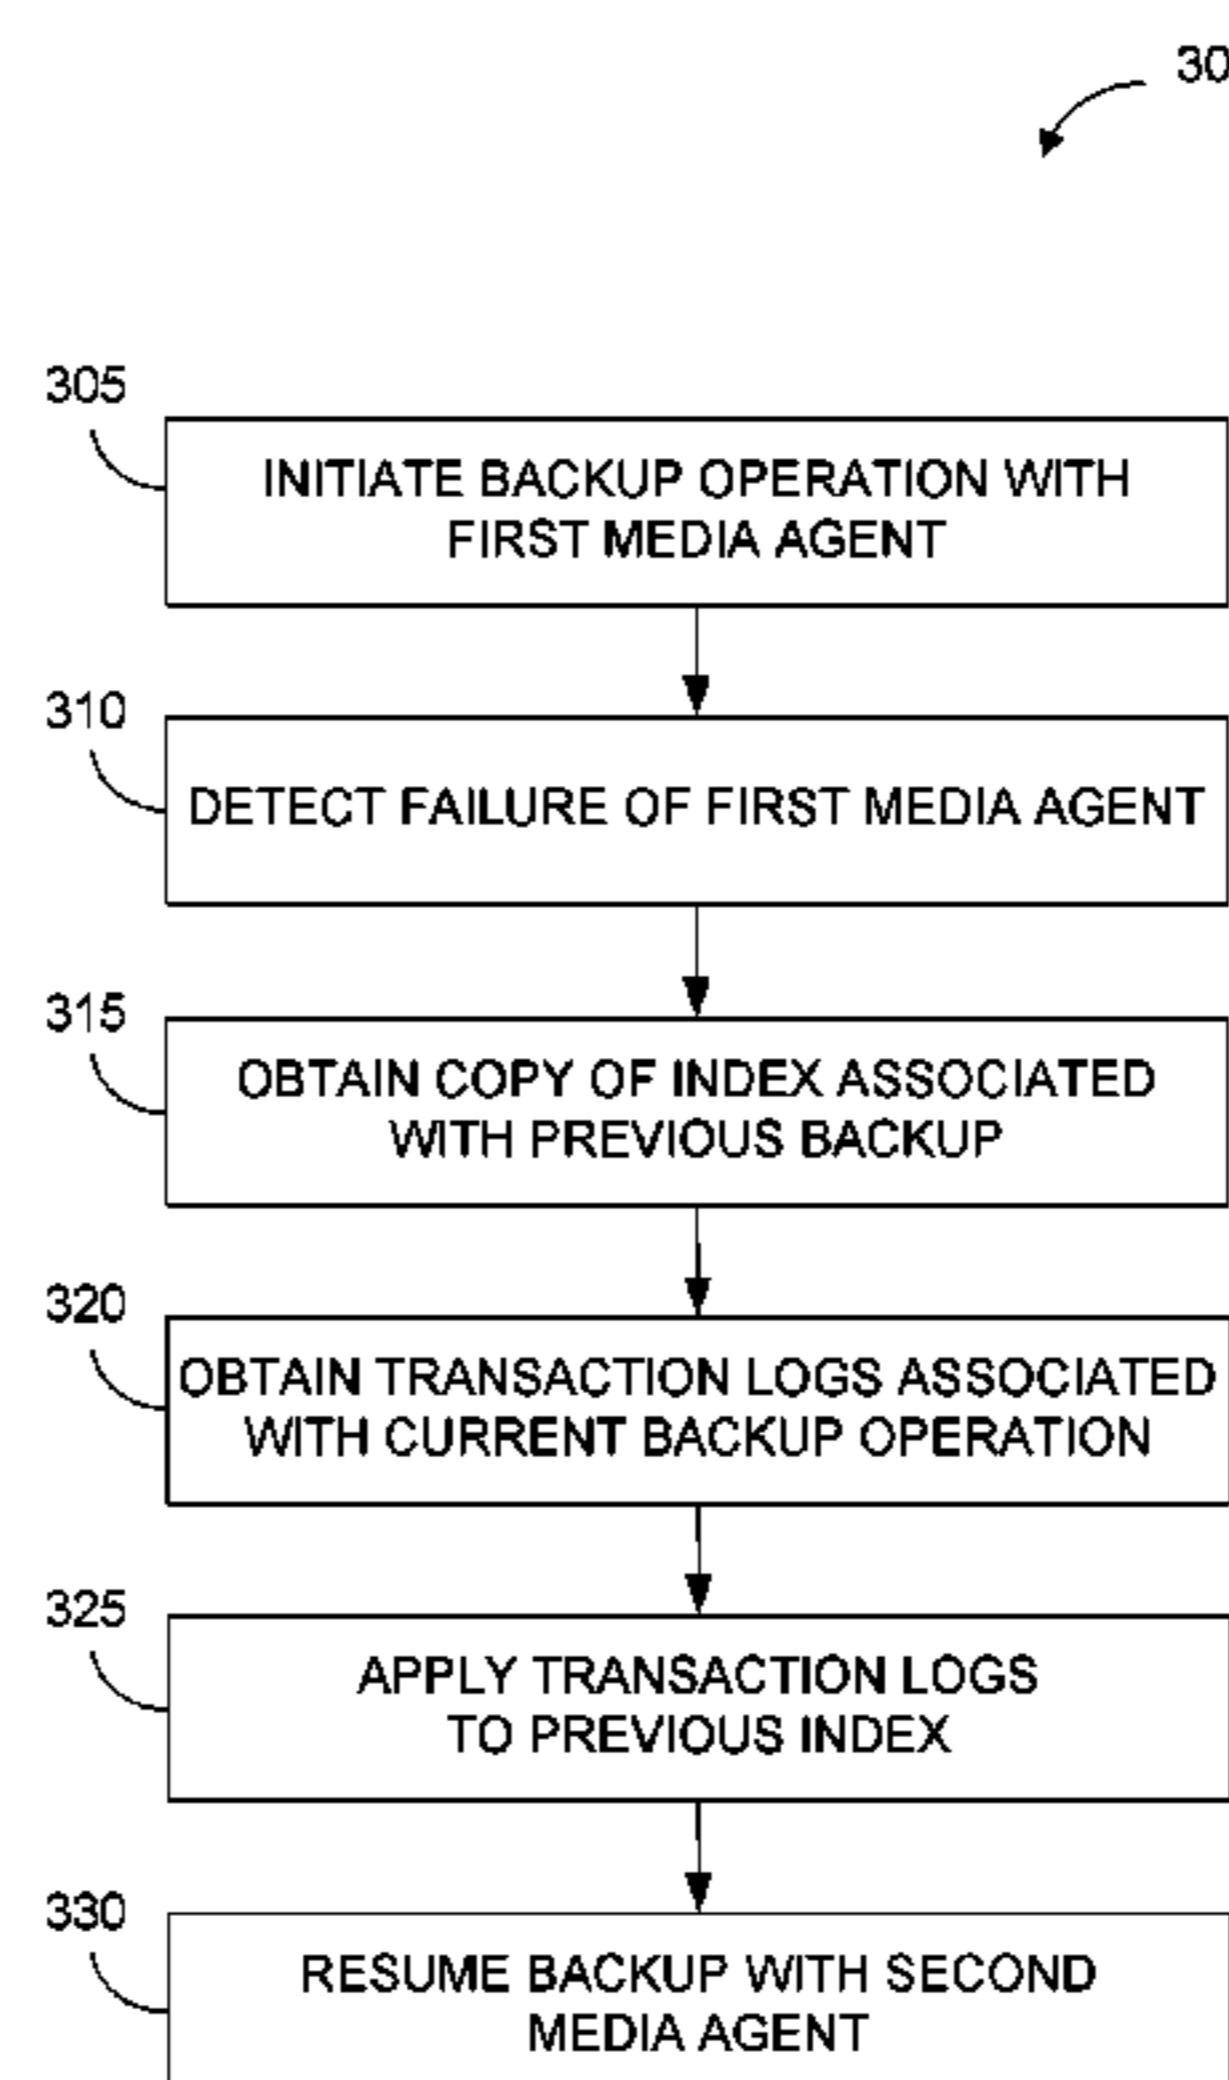 30
305
INITIATE BACKUP OPERATION WITH
FIRST MEDIA AGENT
310
DETECT FAILURE OF FIRST MEDIA AGENT
315
OBTAIN COPY OF INDEX ASSOCIATED
WITH PREVIOUS BACKUP
320
OBTAIN TRANSACTION LOGS ASSOCIATED
WITH CURRENT BACKUP OPERATION
325
APPLY TRANSACTION LOGS
TO PREVIOUS INDEX
330
RESUME BACKUP WITH SECOND
MEDIA AGENT